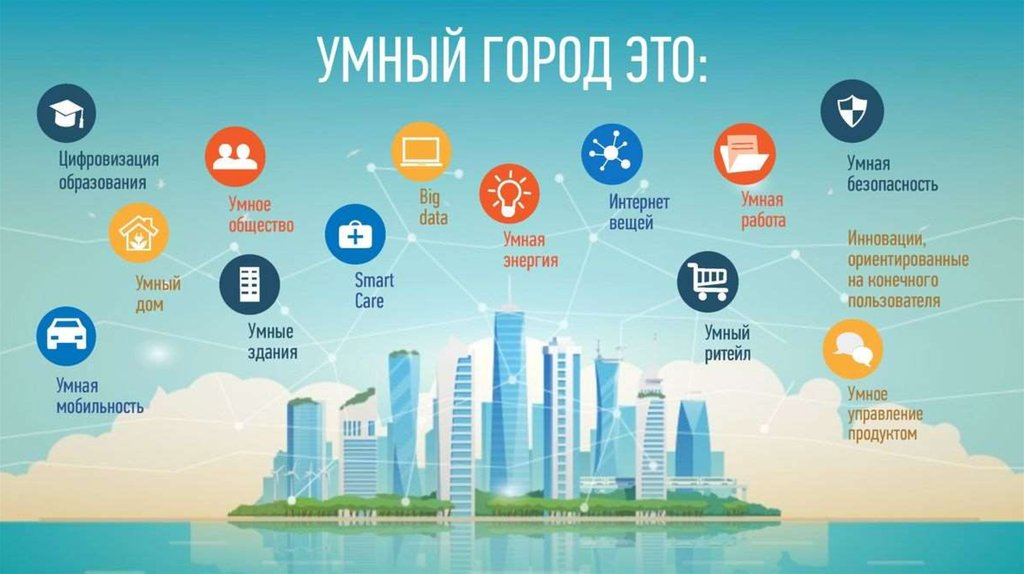 УМНЫЙ ГОРОД ЭТО:
Цифровизация
образования
Умное
общество
Big
data
Умная
энергия
Интернет
вещей
Умная
работа
Умная
безопасность
Умный
дом
Умные
здания
Smart
Care
Умный
ритейл
Инновации,
ориентированные
на конечного
пользователя
Умная
мобильность
Умное
управление
продуктом